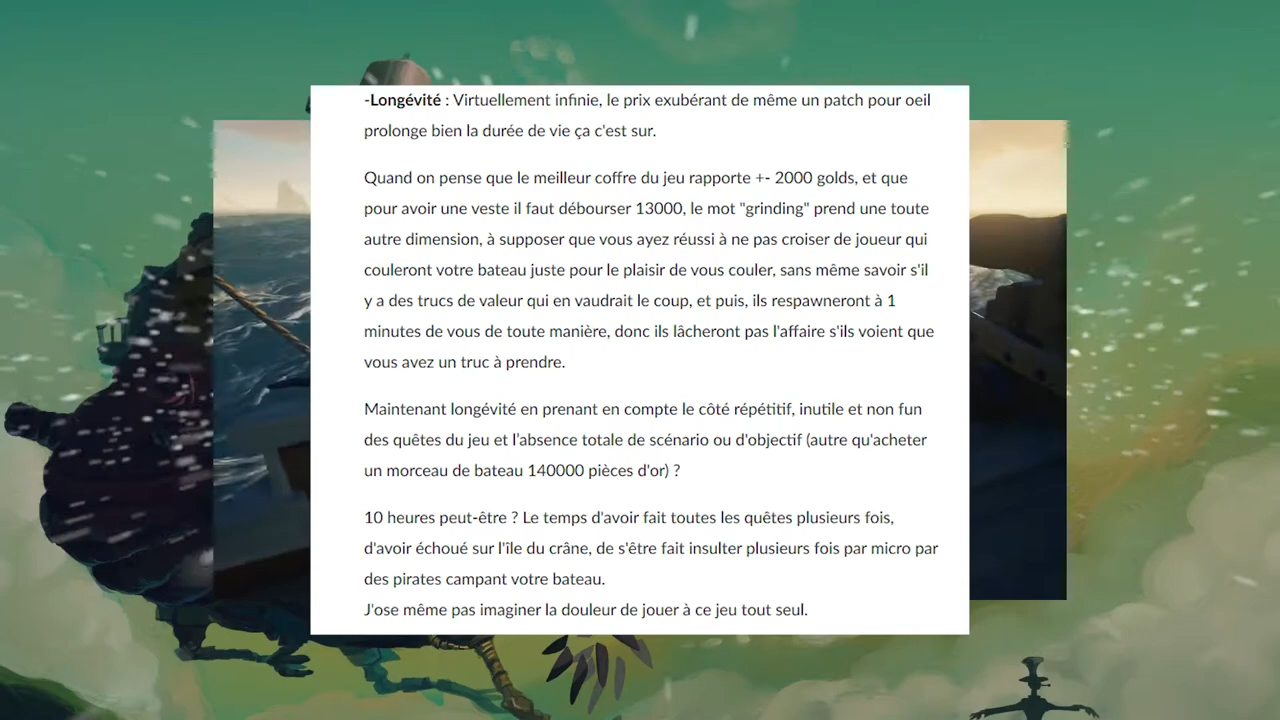 -Longévité : Virtuellement infinie, le prix exubérant de même un patch pour oeil
prolonge bien la durée de vie ça c'est sur.
Quand on pense que le meilleur coffre du jeu rapporte +- 2000 golds, et que
pour avoir une veste il faut débourser 13000, le mot "grinding" prend une toute
autre dimension, à supposer que vous ayez réussi à ne pas croiser de joueur qui
couleront votre bateau juste pour le plaisir de vous couler, sans même savoir s'il
y a des trucs de valeur qui en vaudrait le coup, et puis, ils respawneront à 1
minutes de vous de toute manière, donc ils lâcheront pas l'affaire s'ils voient que
vous avez un truc à prendre.
Maintenant longévité en prenant en compte le côté répétitif, inutile et non fun
des quêtes du jeu et l'absence totale de scénario ou d'objectif (autre qu'acheter
un morceau de bateau 140000 pièces d'or) ?
10 heures peut-être ? Le temps d'avoir fait toutes les quêtes plusieurs fois,
d'avoir échoué sur l'île du crâne, de s'être fait insulter plusieurs fois par micro par
des pirates campant votre bateau.
J'ose même pas imaginer la douleur de jouer à ce jeu tout seul.